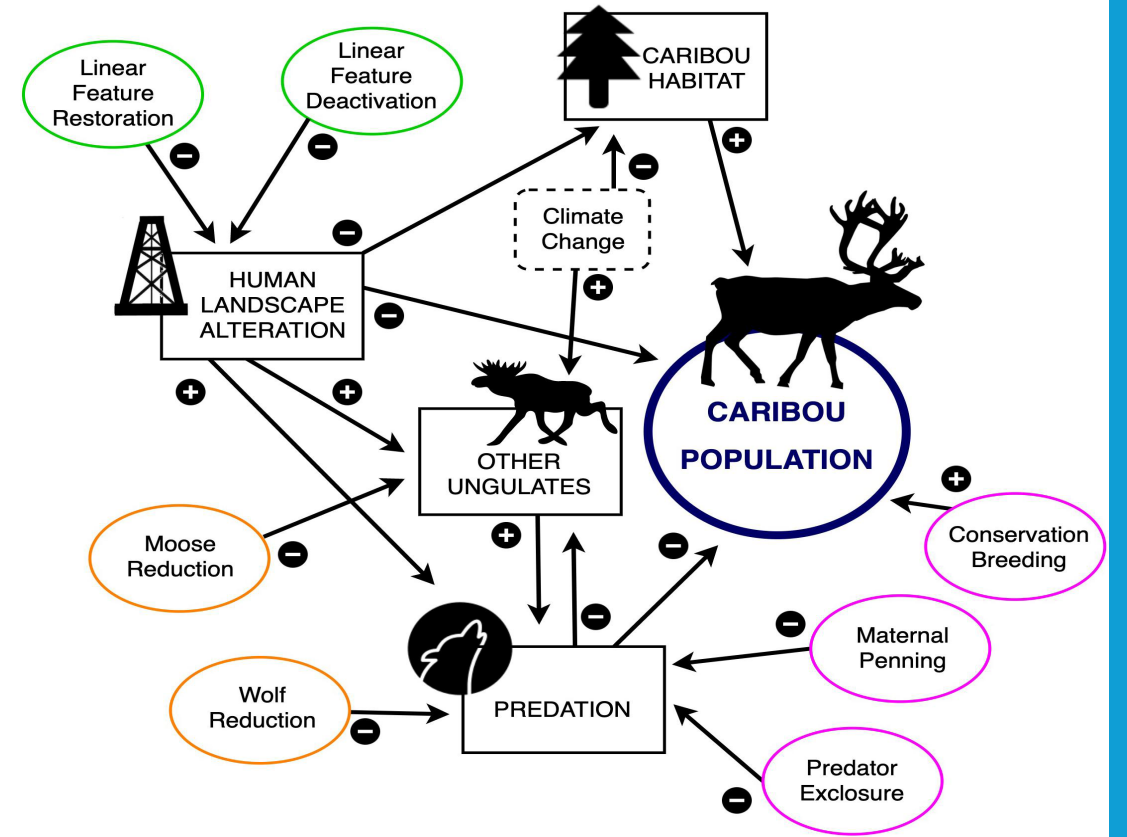 Linear
Feature
Restoration
Linear
Feature
Deactivation
CARIBOU
HABITAT
Climate
Change
HUMAN
LANDSCAPE
ALTERATION
CARIBOU
POPULATION
OTHER
UNGULATES
Moose
Reduction
Conservation
Breeding
Maternal
Penning
Wolf
Reduction
PREDATION
Predator
Exclosure